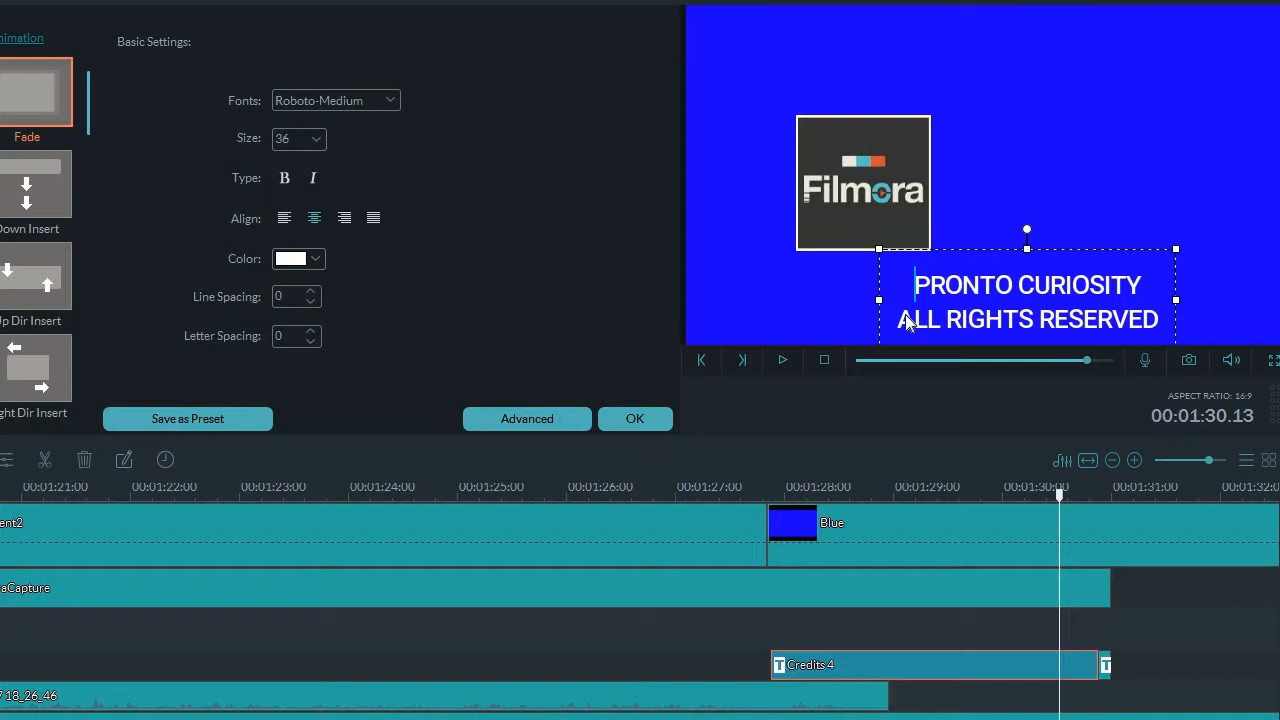 nimation
Basic Settings:
Fonts: Roboto-Medium
Fade
Size: 36
Type: B I
Down Insert
Align:
Color:
Line Spacing: 0
Up Dir Insert
Letter Spacing: 0
ght Dir Insert
Save as Preset
Advanced
OK
Filmora
PRONTO CURIOSITY
ALL RIGHTS RESERVED
ASPECT RATIO: 16:9
00:01:30.13
00:01:21:00 00:01:22:00 00:01:23:00 00:01:24:00 00:01:25:00 00:01:26:00 00:01:27:00 00:01:28:00 00:01:29:00 00:01:30:00 00:01:31:00 00:01:32:0
ent2
Blue
aCapture
T Credits 4
T
7 18_26_46